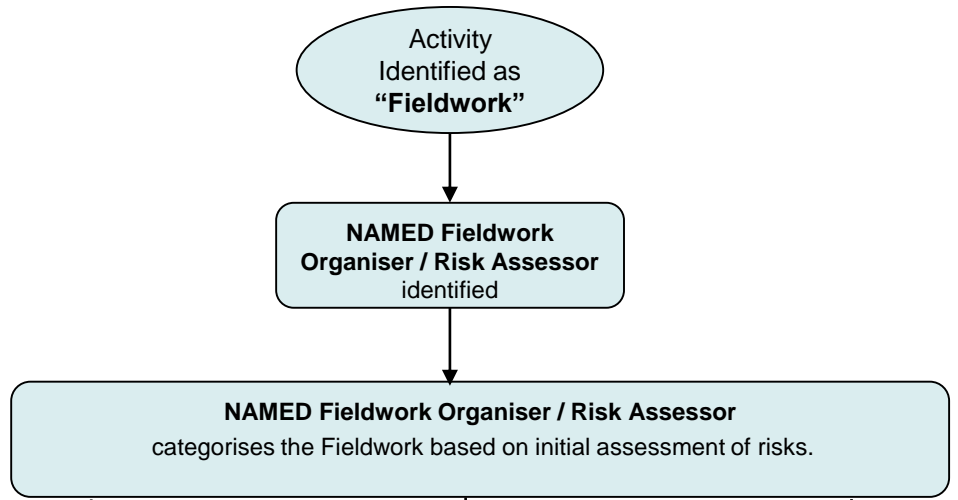 Activity
Identified as
“Fieldwork”
NAMED Fieldwork
Organiser / Risk Assessor
identified
NAMED Fieldwork Organiser / Risk Assessor
categorises the Fieldwork based on initial assessment of risks.